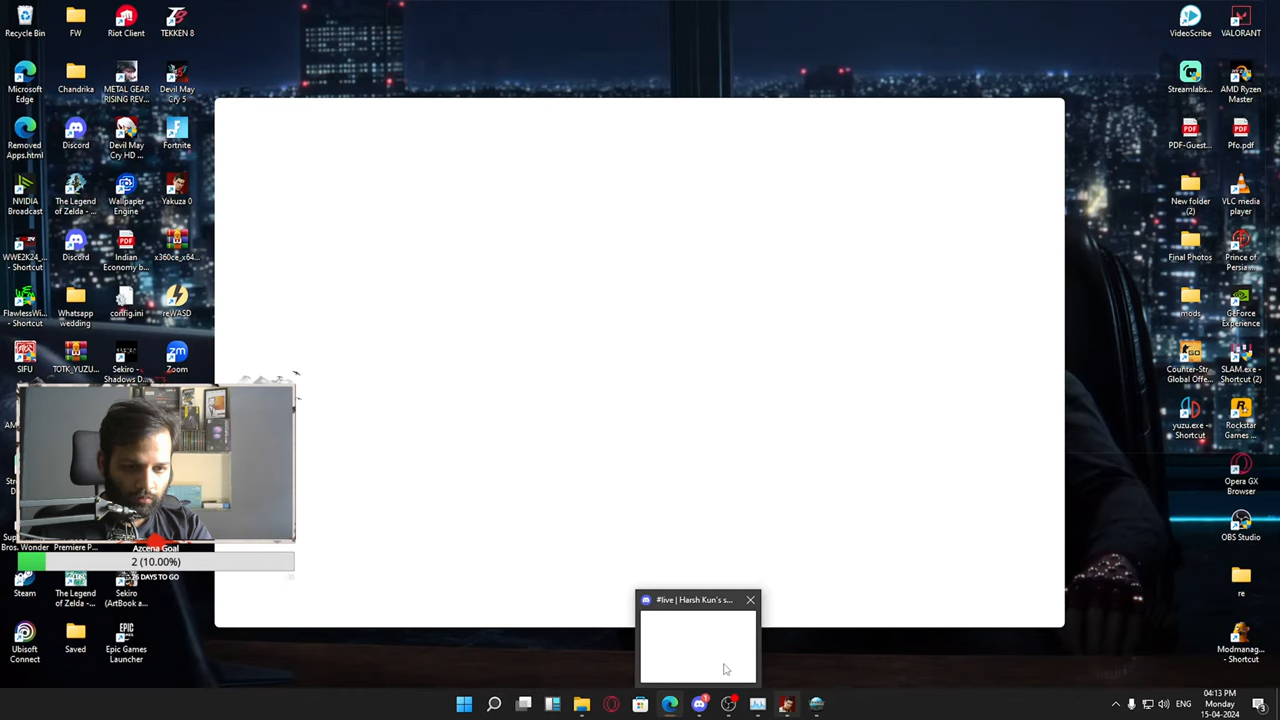 Recycle Bin
FW
Riot Client
TEKKEN 8
VideoScribe
VALORANT
Microsoft
Edge
Chandrika
METAL GEAR
RISING REV...
Devil May
Cry 5
Streamlabs...
AMD Ryzen
Master
Removed
Apps.html
Discord
Devil May
Cry HD ...
Fortnite
PDF-Guest...
Pfo.pdf
NVIDIA
Broadcast
The Legend
of Zelda - ...
Wallpaper
Engine
Yakuza 0
New folder
(2)
VLC media
player
WWE2K24_...
- Shortcut
Discord
Indian
Economy b...
x360ce_x64...
Final Photos
Prince of
Persia ...
FlawlessWi...
- Shortcut
Whatsapp
wedding
config.ini
reWASD
mods
GeForce
Experience
SIFU
TOTK_YUZU...
Sekiro -
Shadows D...
Zoom
Counter-Str
Global Offe...
SLAM.exe -
Shortcut (2)
yuzu.exe -
Shortcut
Rockstar
Games ...
Opera GX
Browser
Bros. Wonder
Premiere P...
Azcena Goal
OBS Studio
2 (10.00%)
DAYS TO GO
Steam
The Legend
of Zelda -...
Sekiro
(ArtBook a...
re
#live | Harsh Kun's s...
Ubisoft
Connect
Saved
Epic Games
Launcher
EPIC
GAMES
Modmanag...
- Shortcut
ENG
04:13 PM
Monday
15-04-2024